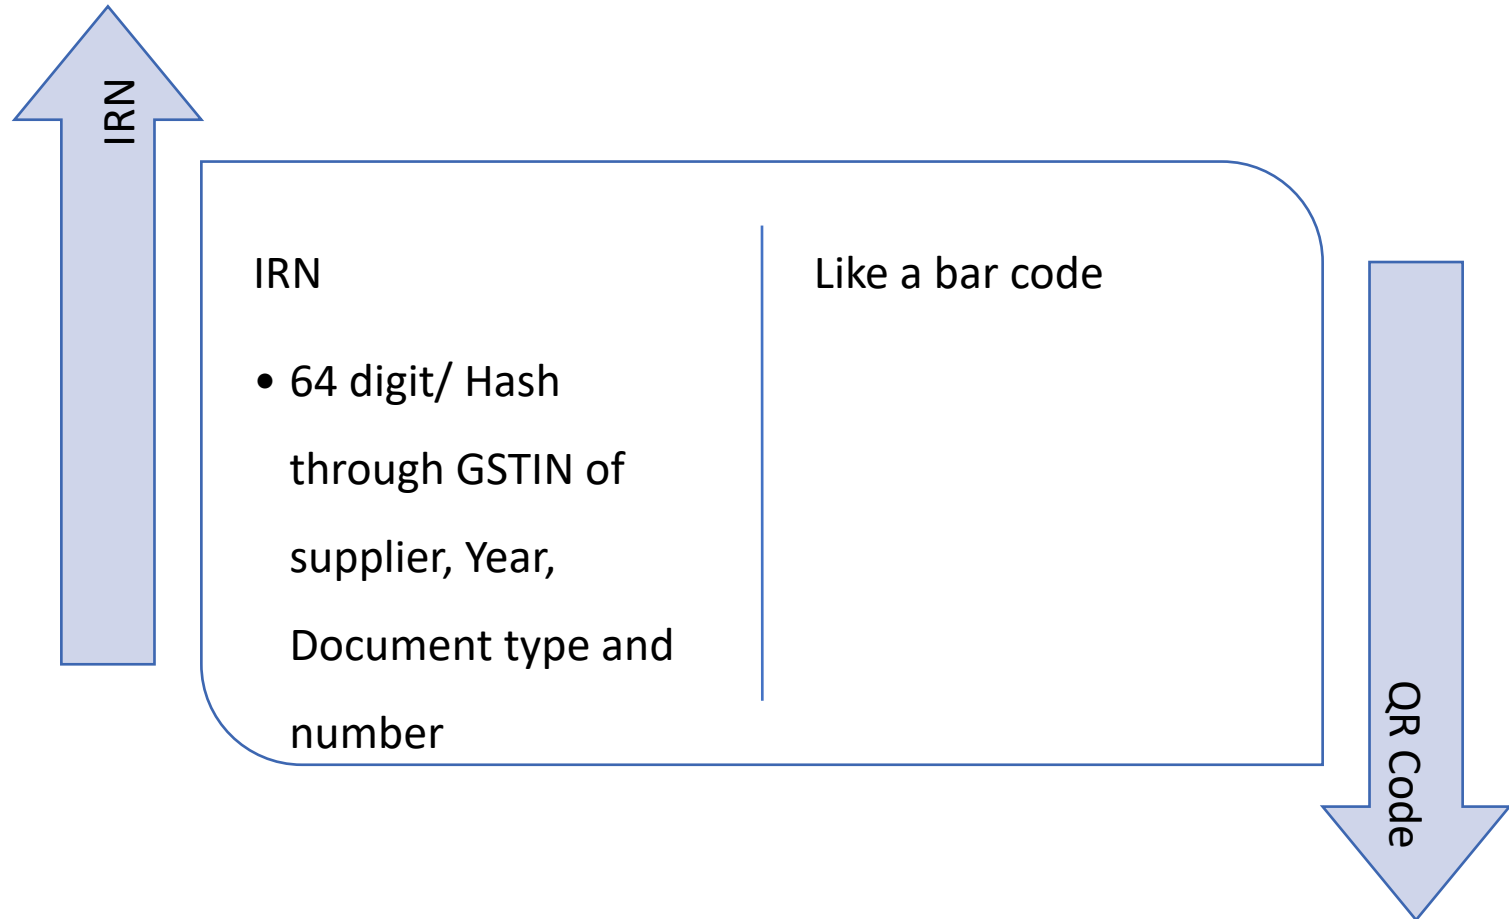 IRN
IRN
• 64 digit/ Hash
through GSTIN of
supplier, Year,
Document type and
number
Like a bar code
QR Code